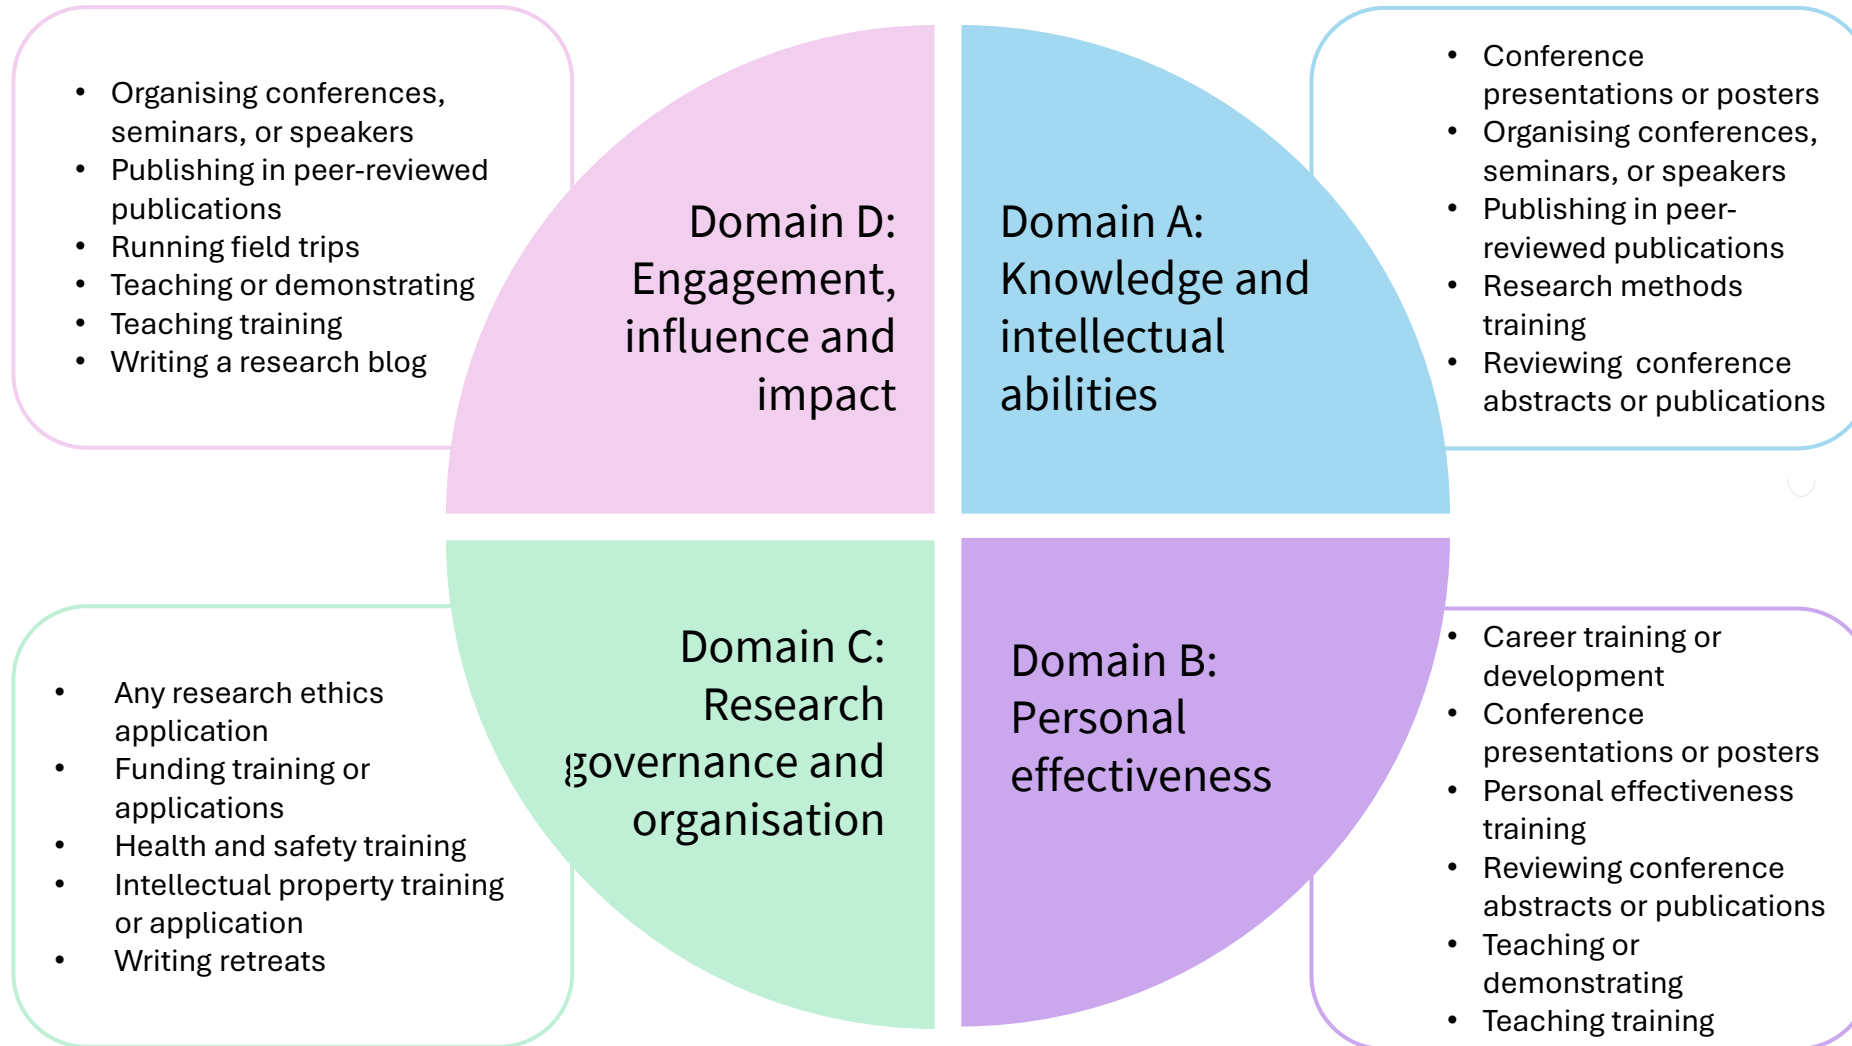 • Organising conferences,
seminars, or speakers
• Publishing in peer-reviewed
publications
• Running field trips
• Teaching or demonstrating
• Teaching training
• Writing a research blog
Domain D:
Engagement,
influence and
impact
Domain A:
Knowledge and
intellectual
abilities
• Conference
presentations or posters
• Organising conferences,
seminars, or speakers
• Publishing in peer-
reviewed publications
• Research methods
training
• Reviewing conference
abstracts or publications
• Any research ethics
application
• Funding training or
applications
• Health and safety training
• Intellectual property training
or application
• Writing retreats
Domain C:
Research
governance and
organisation
Domain B:
Personal
effectiveness
• Career training or
development
• Conference
presentations or posters
• Personal effectiveness
training
• Reviewing conference
abstracts or publications
• Teaching or
demonstrating
• Teaching training